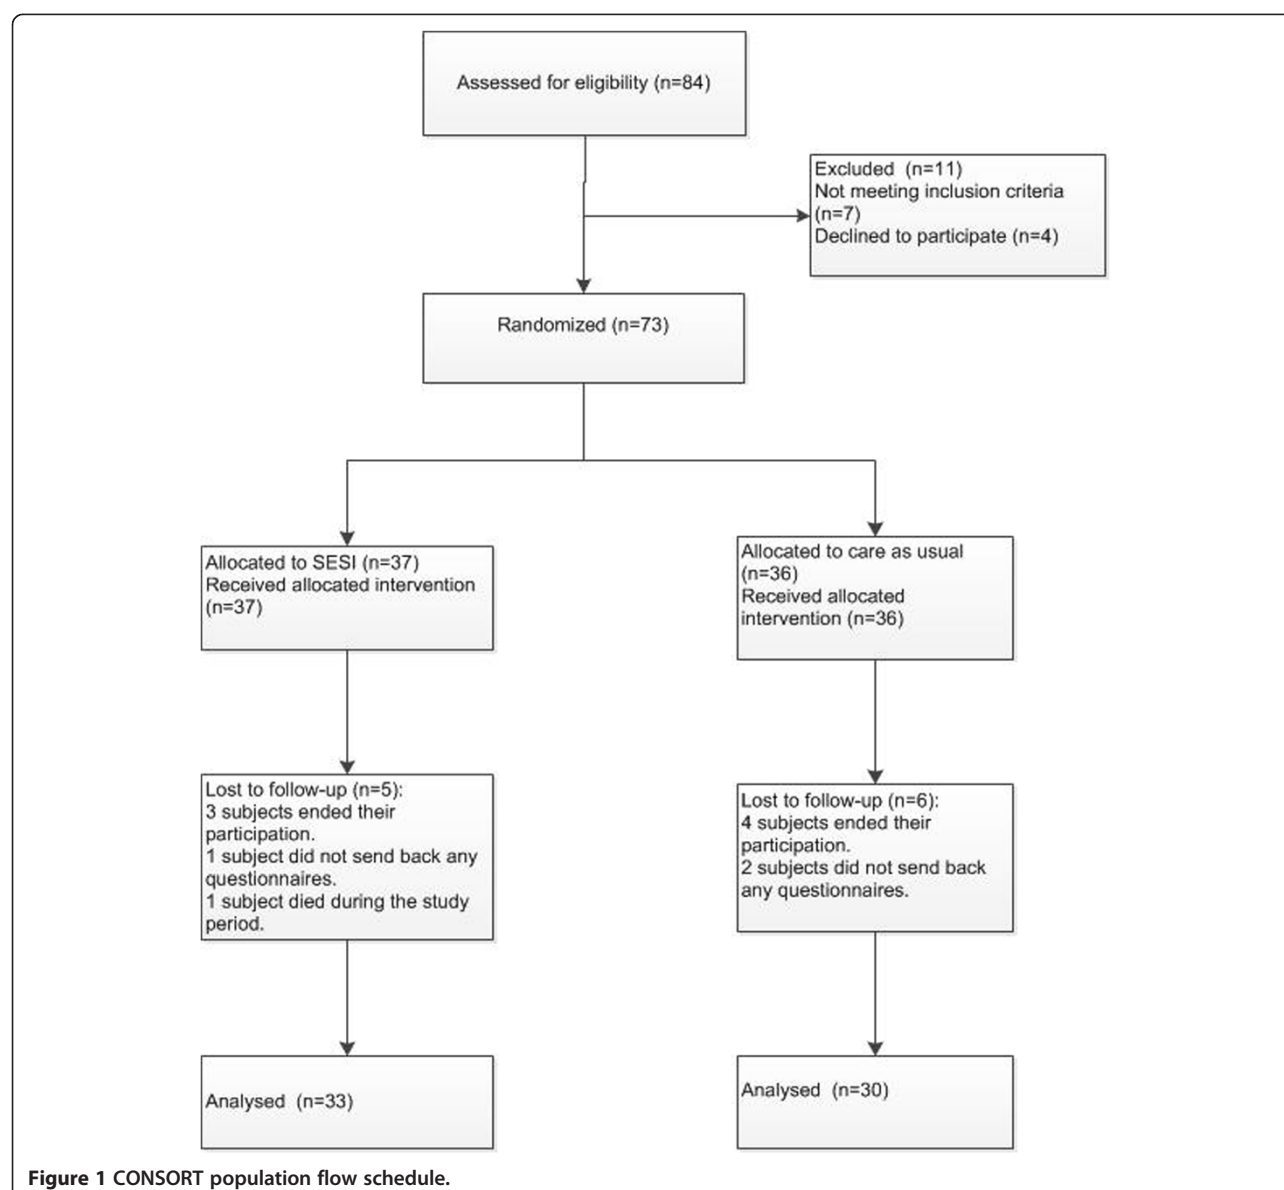 Assessed for eligibility (n=84)
Excluded (n=11)
Not meeting inclusion criteria
(n=7)
Declined to participate (n=4)
Randomized (n=73)
Allocated to SESI (n=37)
Received allocated intervention
(n=37)
Allocated to care as usual
(n=36)
Received allocated
intervention (n=36)
Lost to follow-up (n=5):
3 subjects ended their
participation.
1 subject did not send back any
questionnaires.
1 subject died during the study
period.
Lost to follow-up (n=6):
4 subjects ended their
participation.
2 subjects did not send back
any questionnaires.
Analysed (n=33)
Analysed (n=30)
Figure 1 CONSORT population flow schedule.